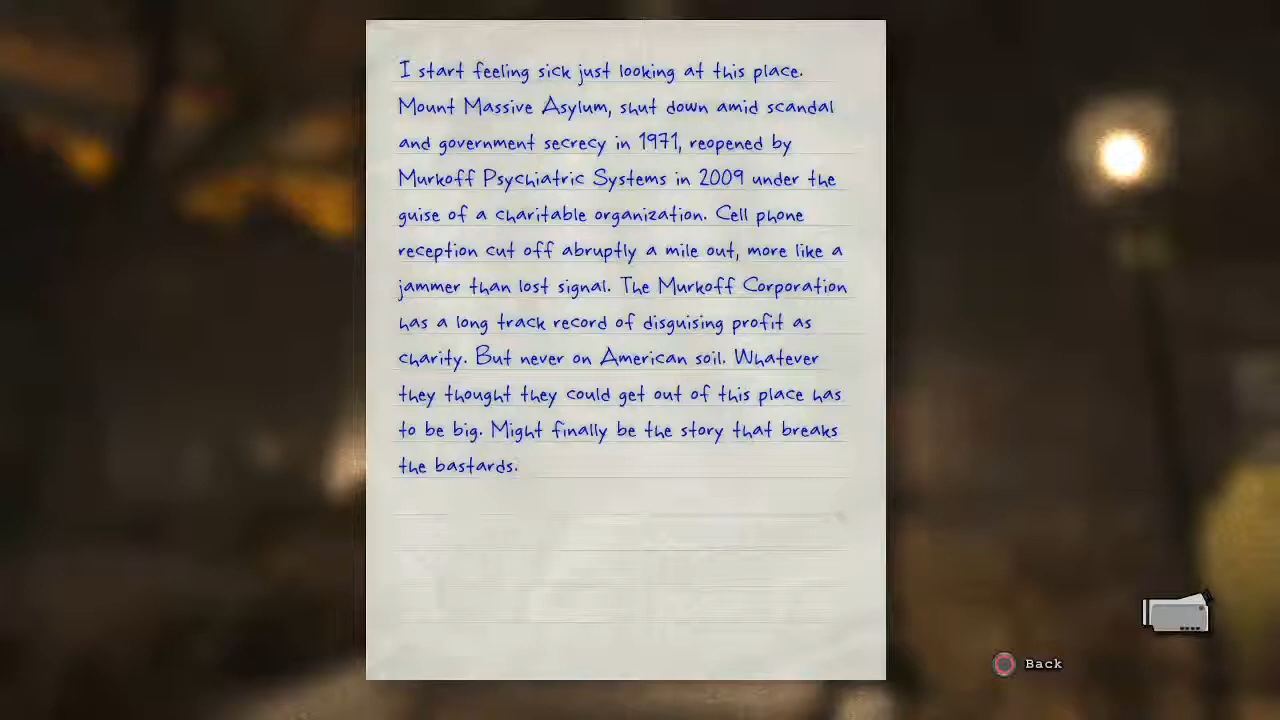 I start feeling sick just looking at this place.
Mount Massive Asylum, shut down amid scandal
and government secrecy in 1971, reopened by
Murkoff Psychiatric Systems in 2009 under the
guise of a charitable organization. Cell phone
reception cut off abruptly a mile out, more like a
jammer than lost signal. The Murkoff Corporation
has a long track record of disguising profit as
charity. But never on American soil. Whatever
they thought they could get out of this place has
to be big. Might finally be the story that breaks
the bastards.
Back